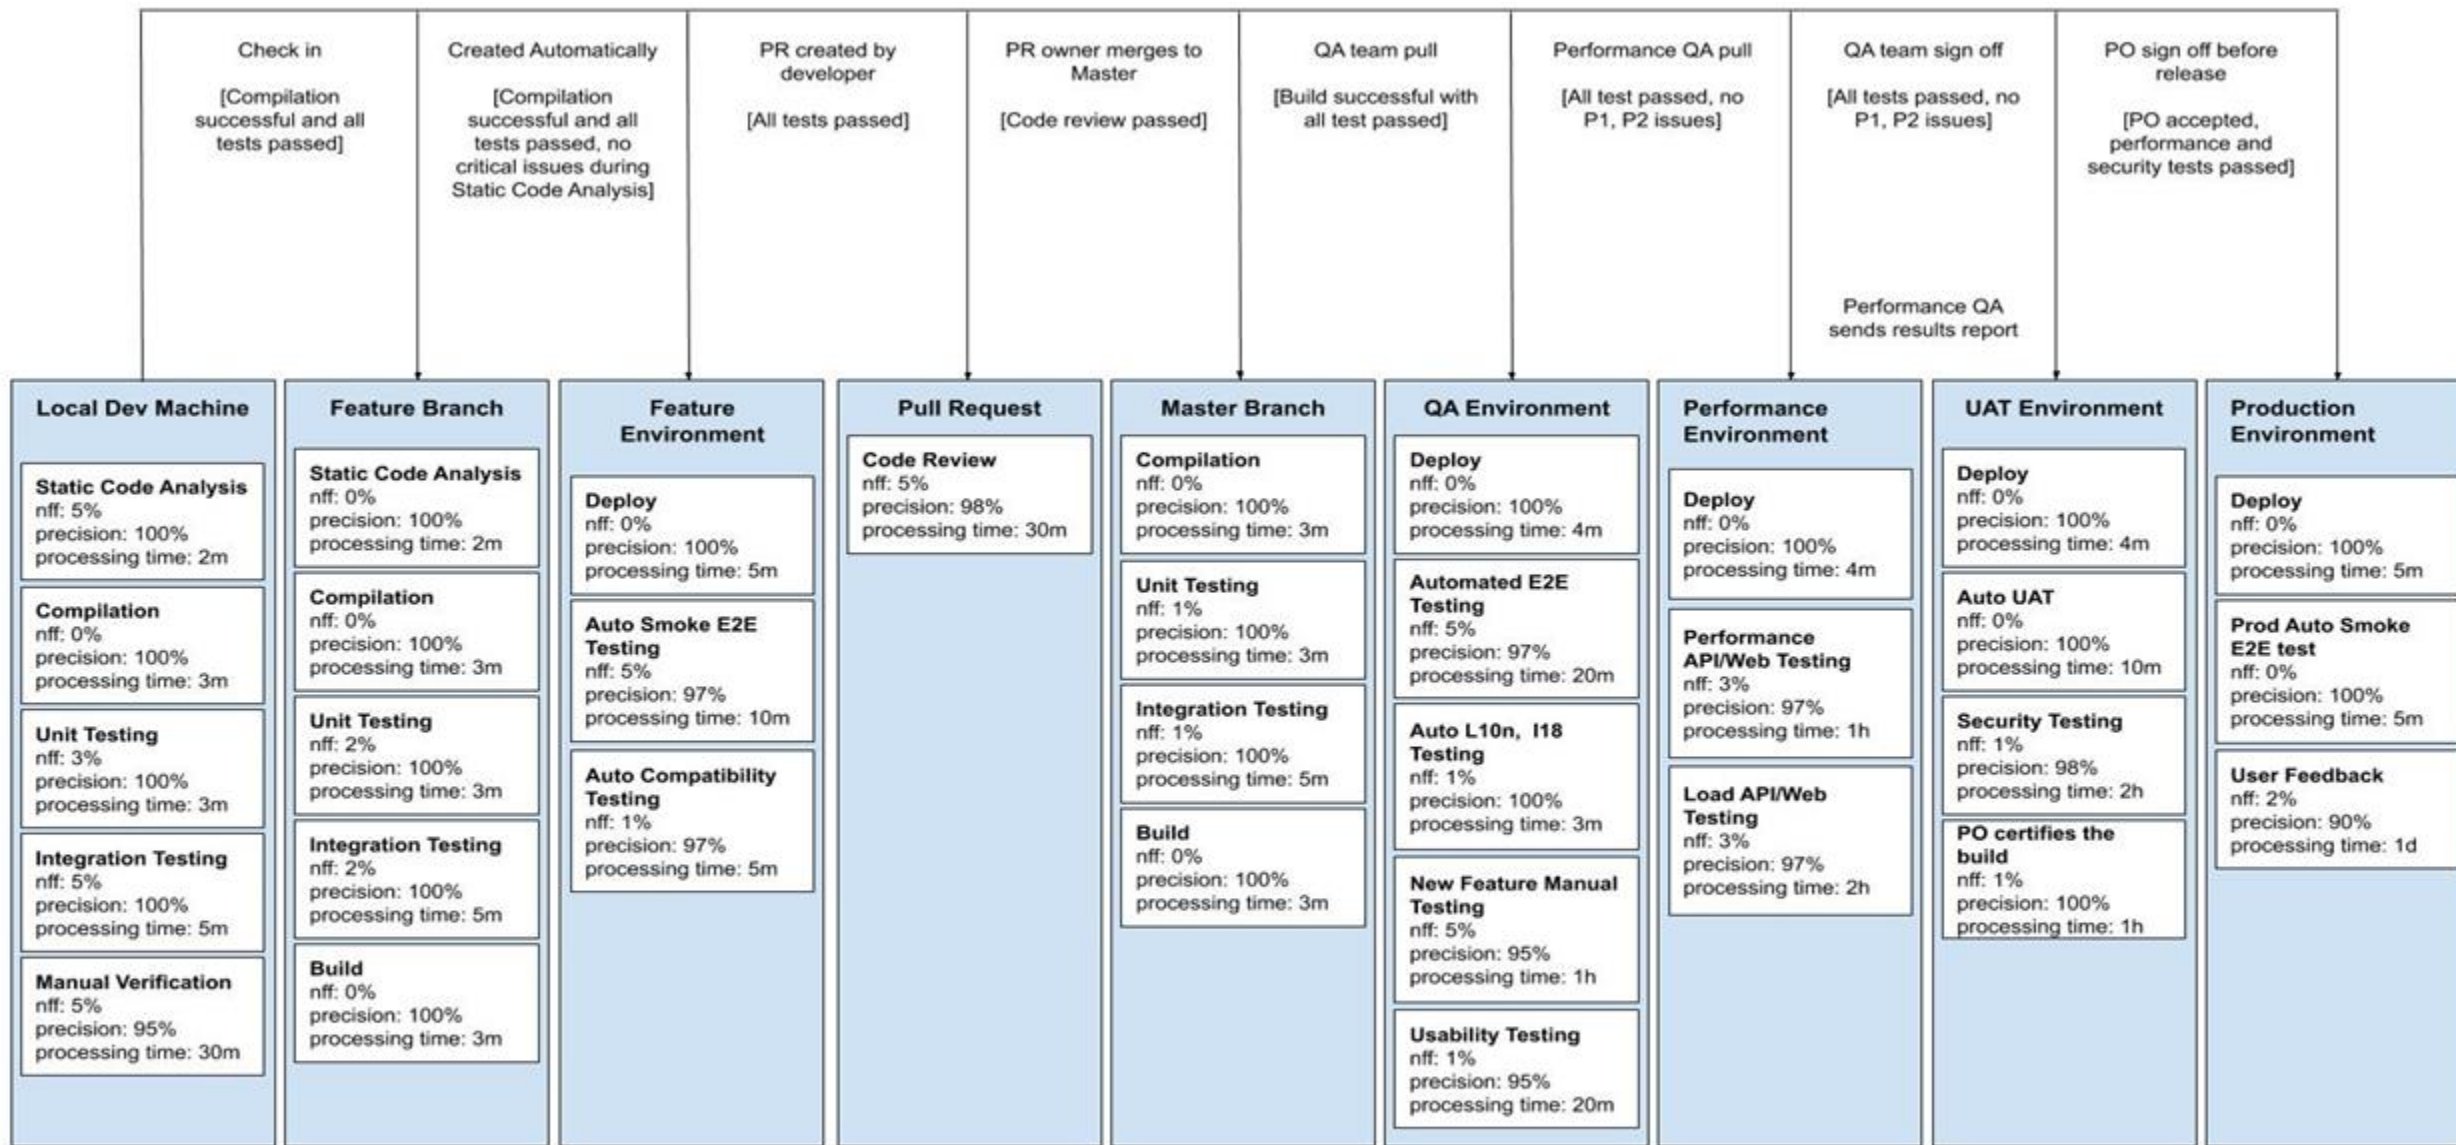 Check in
[Compilation
successful and all
tests passed]
Created Automatically
[Compilation
successful and all
tests passed, no
critical issues during
Static Code Analysis]
PR created by
developer
[All tests passed]
PR owner merges to
Master
[Code review passed]
QA team pull
[Build successful with
all test passed]
Performance QA pull
[All test passed, no
P1, P2 issues]
QA team sign off
[All tests passed, no
P1, P2 issues]
Performance QA
sends results report
PO sign off before
release
[PO accepted,
performance and
security tests passed]
Local Dev Machine
Static Code Analysis
nff: 5%
precision: 100%
processing time: 2m
Compilation
nff: 0%
precision: 100%
processing time: 3m
Unit Testing
nff: 3%
precision: 100%
processing time: 3m
Integration Testing
nff: 5%
precision: 100%
processing time: 5m
Manual Verification
nff: 5%
precision: 95%
processing time: 30m
Feature Branch
Static Code Analysis
nff: 0%
precision: 100%
processing time: 2m
Compilation
nff: 0%
precision: 100%
processing time: 3m
Unit Testing
nff: 2%
precision: 100%
processing time: 3m
Integration Testing
nff: 2%
precision: 100%
processing time: 5m
Build
nff: 0%
precision: 100%
processing time: 3m
Feature
Environment
Deploy
nff: 0%
precision: 100%
processing time: 5m
Auto Smoke E2E
Testing
nff: 5%
precision: 97%
processing time: 10m
Auto Compatibility
Testing
nff: 1%
precision: 97%
processing time: 5m
Pull Request
Code Review
nff: 5%
precision: 98%
processing time: 30m
Master Branch
Compilation
nff: 0%
precision: 100%
processing time: 3m
Unit Testing
nff: 1%
precision: 100%
processing time: 3m
Integration Testing
nff: 1%
precision: 100%
processing time: 5m
Build
nff: 0%
precision: 100%
processing time: 3m
QA Environment
Deploy
nff: 0%
precision: 100%
processing time: 4m
Automated E2E
Testing
nff: 5%
precision: 97%
processing time: 20m
Auto L10n, I18
Testing
nff: 1%
precision: 100%
processing time: 3m
New Feature Manual
Testing
nff: 5%
precision: 95%
processing time: 1h
Usability Testing
nff: 1%
precision: 95%
processing time: 20m
Performance
Environment
Deploy
nff: 0%
precision: 100%
processing time: 4m
Performance
API/Web Testing
nff: 3%
precision: 97%
processing time: 1h
Load API/Web
Testing
nff: 3%
precision: 97%
processing time: 2h
UAT Environment
Deploy
nff: 0%
precision: 100%
processing time: 4m
Auto UAT
nff: 0%
precision: 100%
processing time: 10m
Security Testing
nff: 1%
precision: 98%
processing time: 2h
PO certifies the
build
nff: 1%
precision: 100%
processing time: 1h
Production
Environment
Deploy
nff: 0%
precision: 100%
processing time: 5m
Prod Auto Smoke
E2E test
nff: 0%
precision: 100%
processing time: 5m
User Feedback
nff: 2%
precision: 90%
processing time: 1d